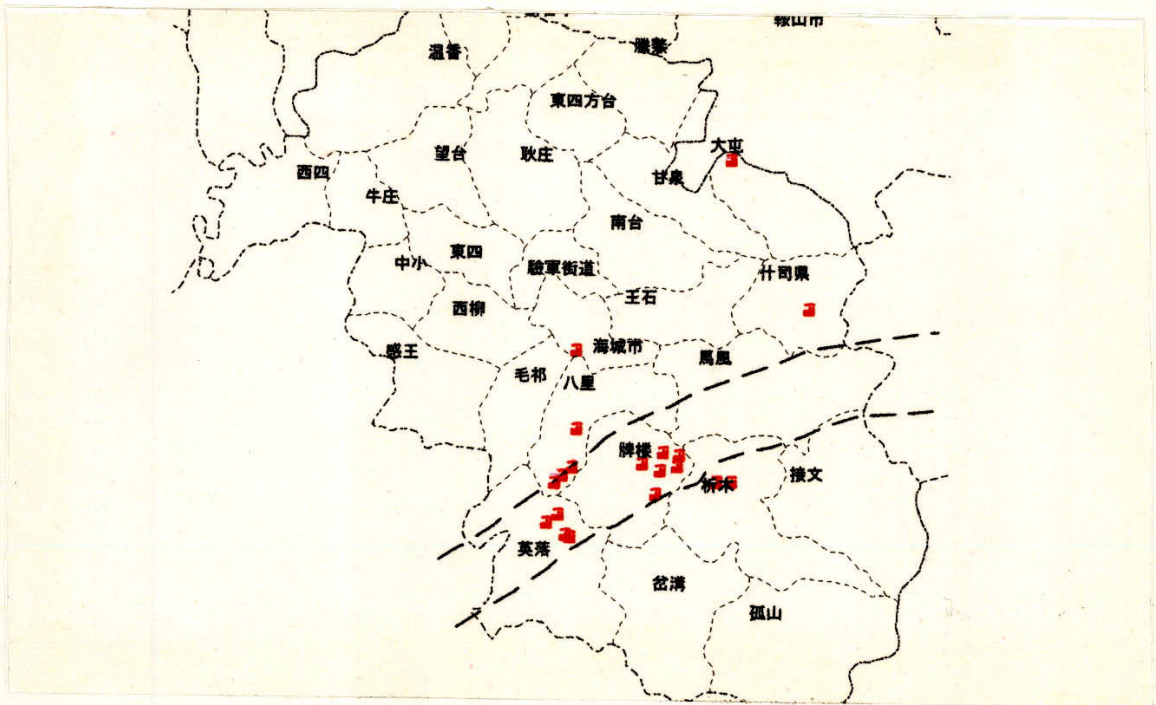 鞍山市
温香
騰鰲
東四方台
大屯
望台
耿庄
西四
甘泉
牛庄
南台
東四
中小
驗軍街道
什司県
王石
西柳
海城市
感王
馬風
毛祁
八里
牌樓
接文
析木
英落
岔溝
孤山